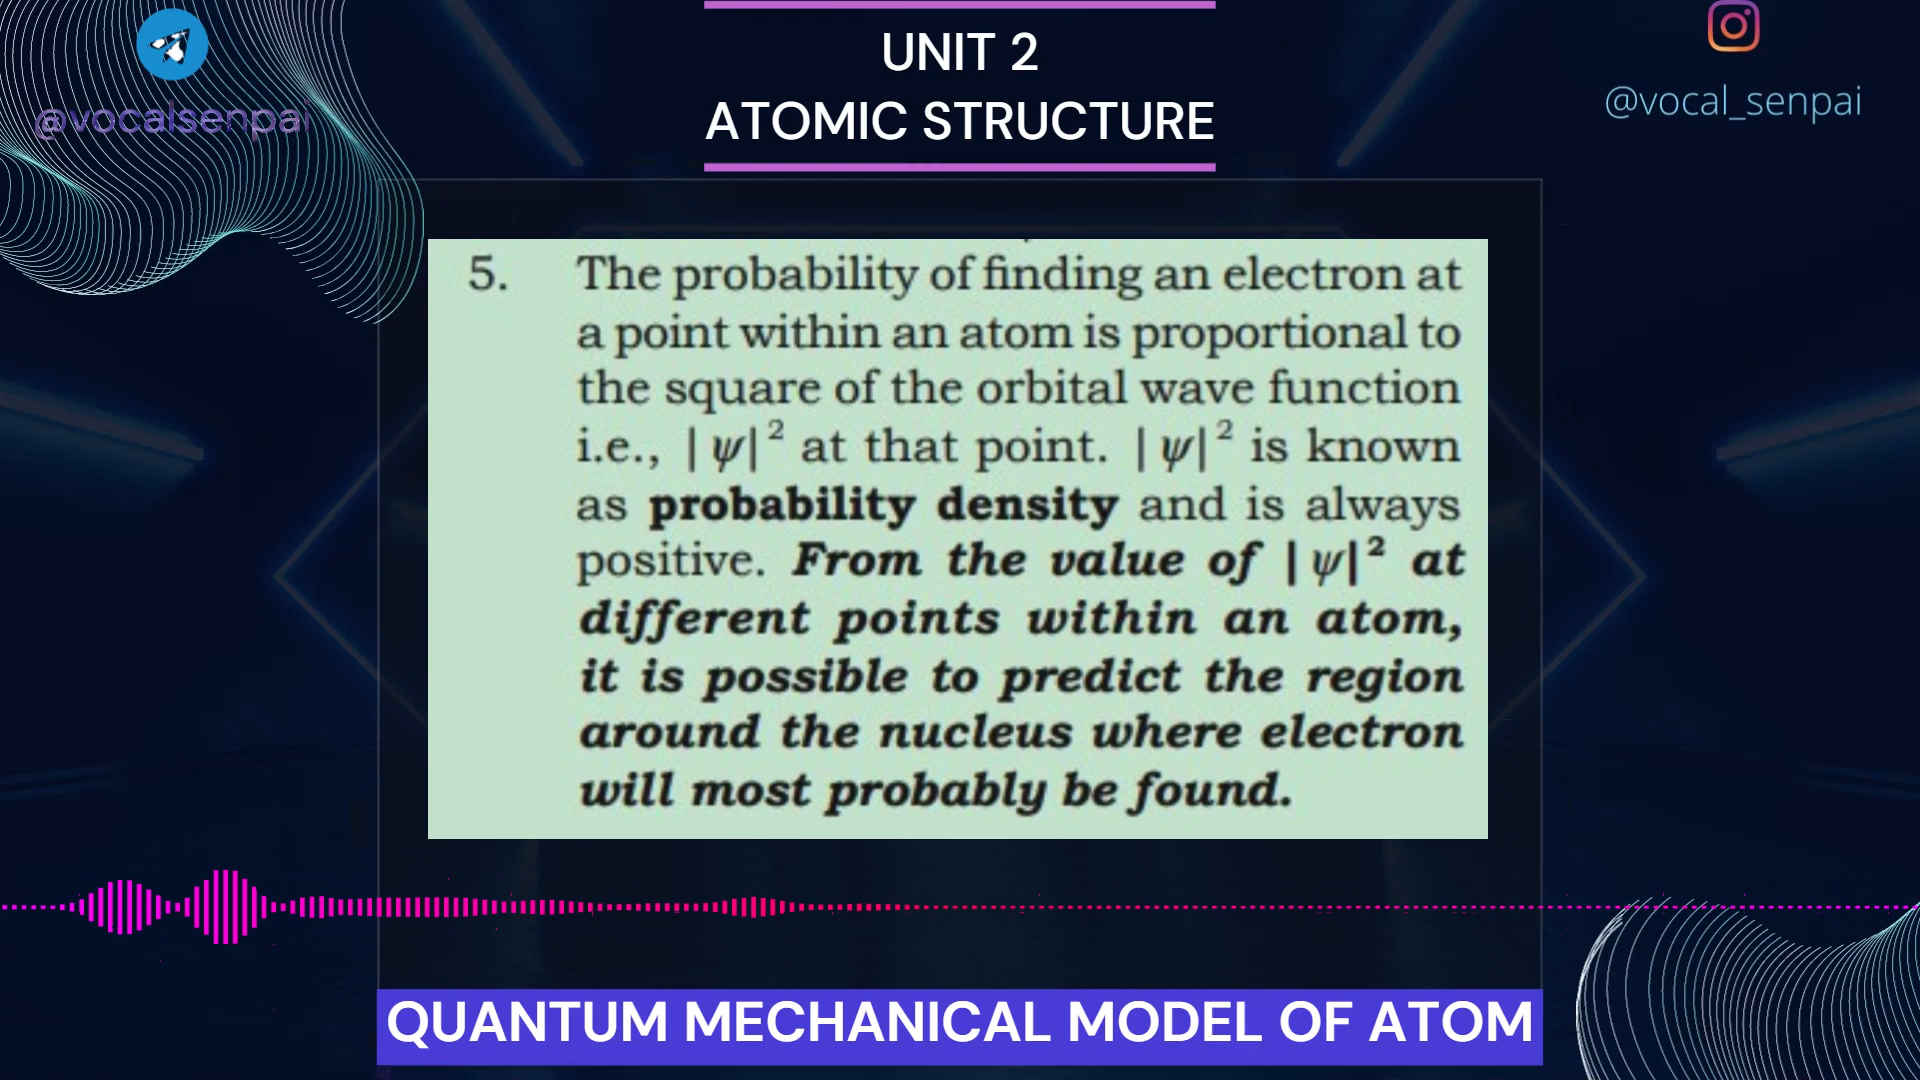 UNIT 2
ATOMIC STRUCTURE
@vocalsenpai
@vocal_senpai
5. The probability of finding an electron at
a point within an atom is proportional to
the square of the orbital wave function
i.e., |ψ|² at that point. |ψ|² is known
as probability density and is always
positive. From the value of |ψ|² at
different points within an atom,
it is possible to predict the region
around the nucleus where electron
will most probably be found.
QUANTUM MECHANICAL MODEL OF ATOM